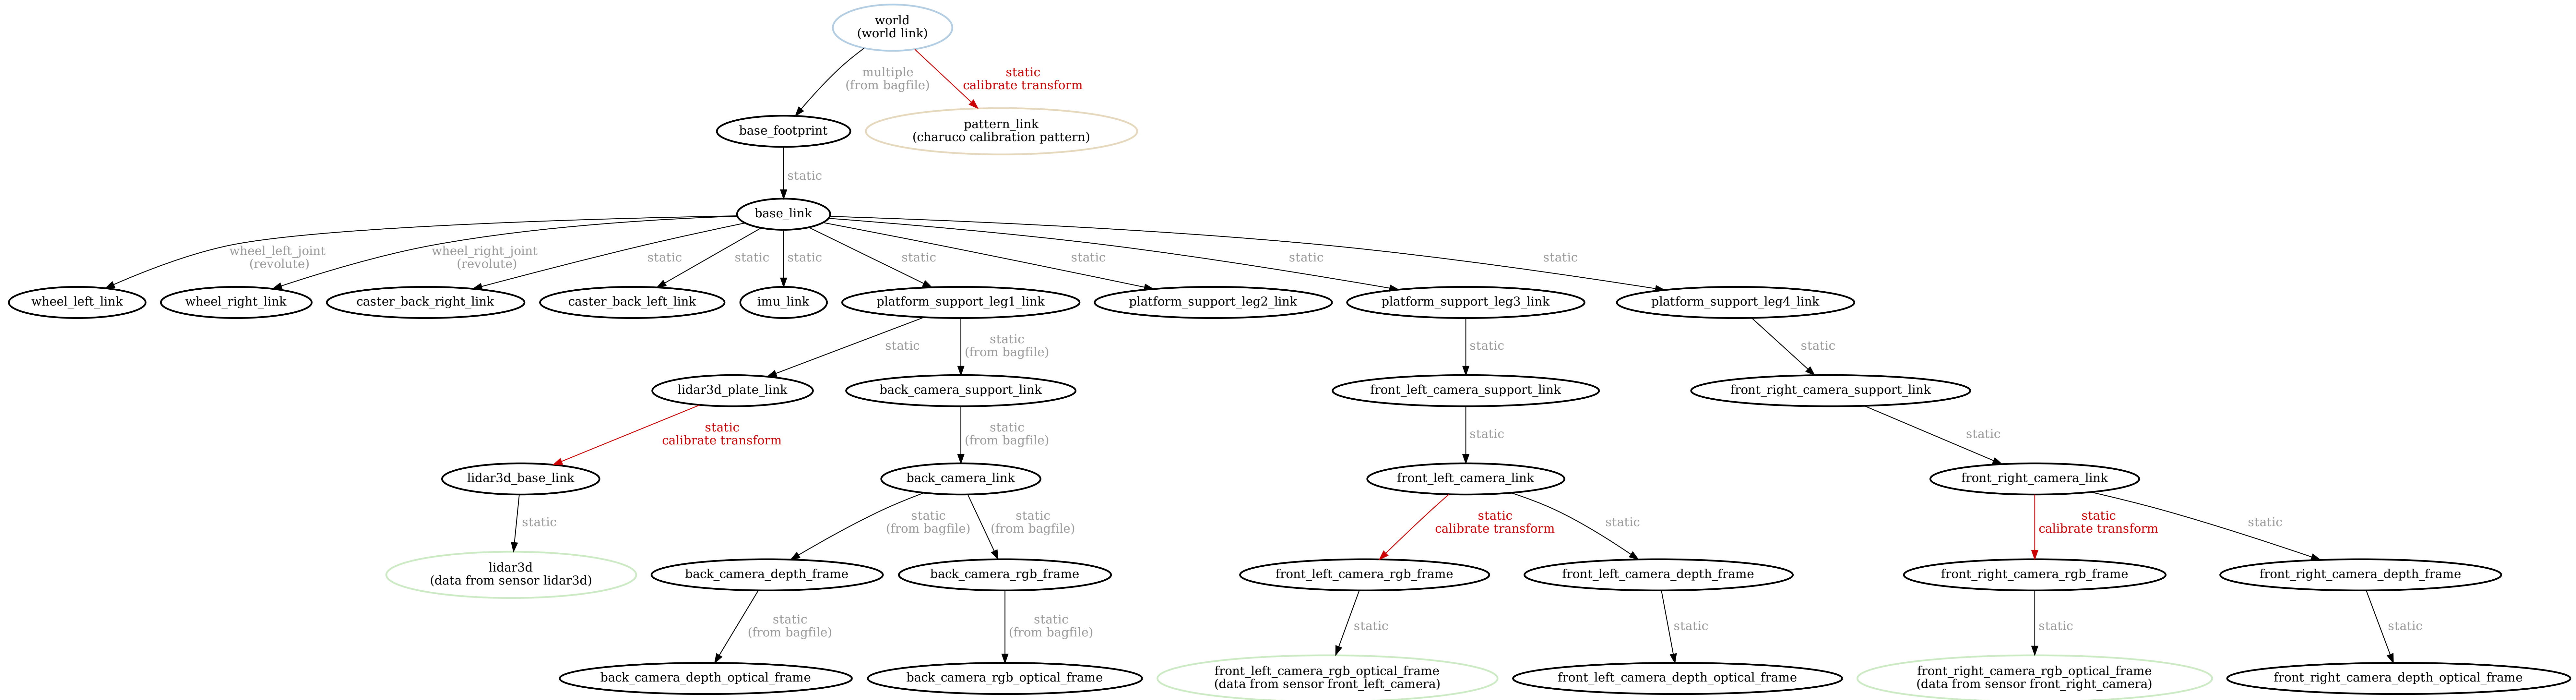 world
(world link)
multiple
(from bagfile)
static
calibrate transform
base_footprint
pattern_link
(charuco calibration pattern)
static
base_link
wheel_left_joint
(revolute)
wheel_right_joint
(revolute)
static
static
static
static
static
static
static
wheel_left_link
wheel_right_link
caster_back_right_link
caster_back_left_link
imu_link
platform_support_leg1_link
platform_support_leg2_link
platform_support_leg3_link
platform_support_leg4_link
static
static
(from bagfile)
static
static
lidar3d_plate_link
back_camera_support_link
front_left_camera_support_link
front_right_camera_support_link
static
calibrate transform
static
(from bagfile)
static
static
lidar3d_base_link
back_camera_link
front_left_camera_link
front_right_camera_link
static
static
(from bagfile)
static
(from bagfile)
static
calibrate transform
static
static
calibrate transform
static
lidar3d
(data from sensor lidar3d)
back_camera_depth_frame
back_camera_rgb_frame
front_left_camera_rgb_frame
front_left_camera_depth_frame
front_right_camera_rgb_frame
front_right_camera_depth_frame
static
(from bagfile)
static
(from bagfile)
static
static
static
static
back_camera_depth_optical_frame
back_camera_rgb_optical_frame
front_left_camera_rgb_optical_frame
(data from sensor front_left_camera)
front_left_camera_depth_optical_frame
front_right_camera_rgb_optical_frame
(data from sensor front_right_camera)
front_right_camera_depth_optical_frame